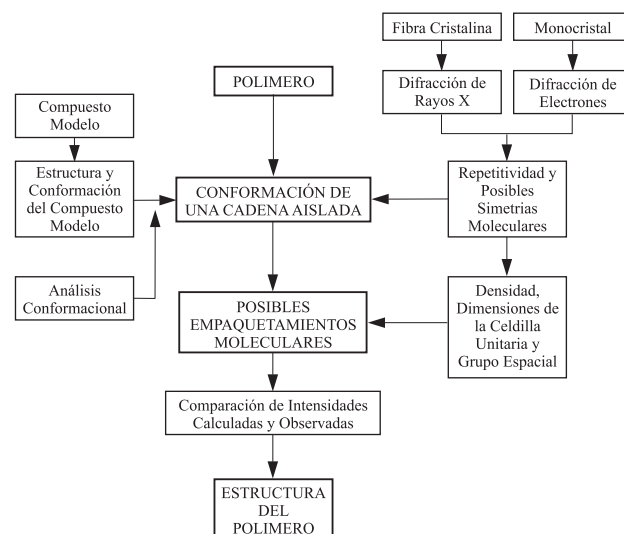 Fibra Cristalina
Monocristal
POLIMERO
Difracción de
Rayos X
Difracción de
Electrones
Compuesto
Modelo
Estructura y
Conformación
del Compuesto
Modelo
CONFORMACIÓN DE
UNA CADENA AISLADA
Repetitividad y
Posibles
Simetrias
Moleculares
Análisis
Conformacional
POSIBLES
EMPAQUETAMIENTOS
MOLECULARES
Densidad,
Dimensiones de
la Celdilla
Unitaria y
Grupo Espacial
Comparación de Intensidades
Calculadas y Observadas
ESTRUCTURA
DEL
POLIMERO